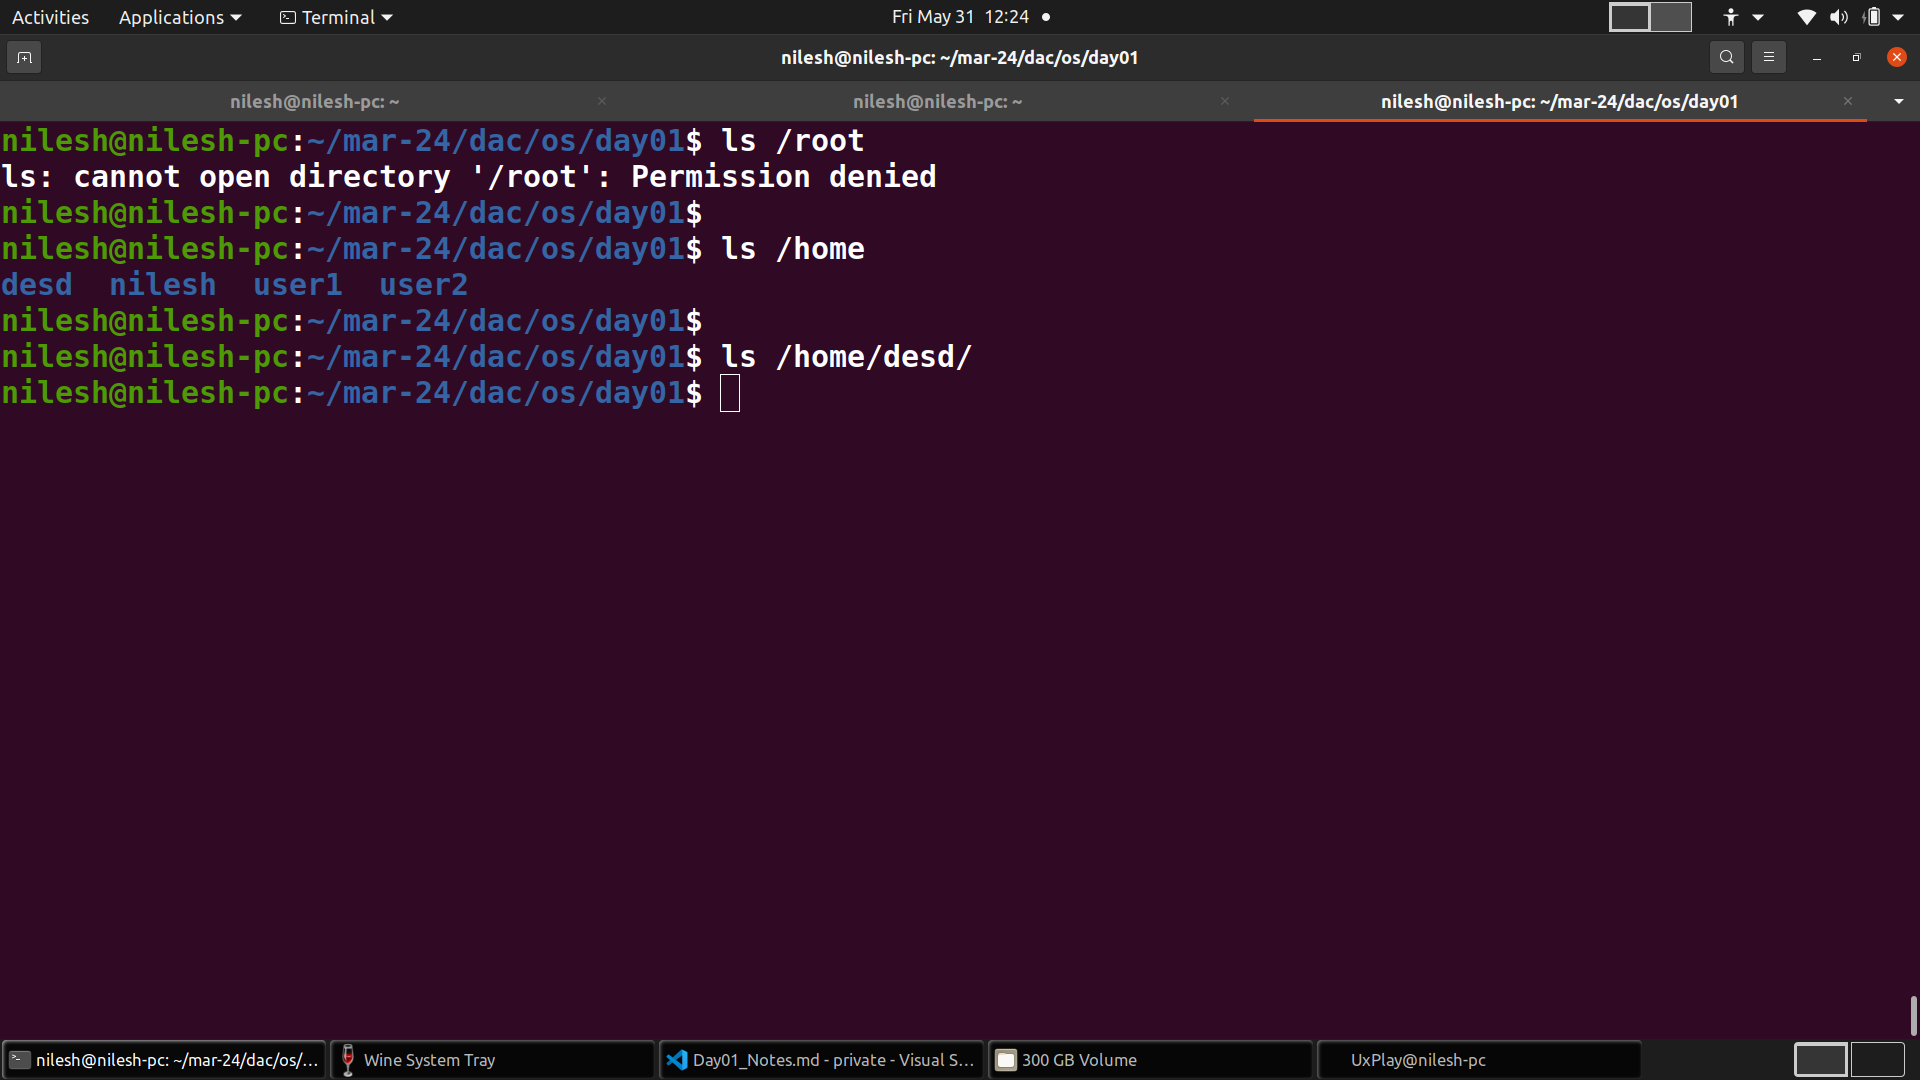 Activities Applications Terminal Fri May 31 12:24
nilesh@nilesh-pc: ~/mar-24/dac/os/day01
nilesh@nilesh-pc: ~ nilesh@nilesh-pc: ~ nilesh@nilesh-pc: ~/mar-24/dac/os/day01
nilesh@nilesh-pc:~/mar-24/dac/os/day01$ ls /root
ls: cannot open directory '/root': Permission denied
nilesh@nilesh-pc:~/mar-24/dac/os/day01$
nilesh@nilesh-pc:~/mar-24/dac/os/day01$ ls /home
desd  nilesh  user1  user2
nilesh@nilesh-pc:~/mar-24/dac/os/day01$
nilesh@nilesh-pc:~/mar-24/dac/os/day01$ ls /home/desd/
nilesh@nilesh-pc:~/mar-24/dac/os/day01$
nilesh@nilesh-pc: ~/mar-24/dac/os/... Wine System Tray Day01_Notes.md - private - Visual S... 300 GB Volume UxPlay@nilesh-pc